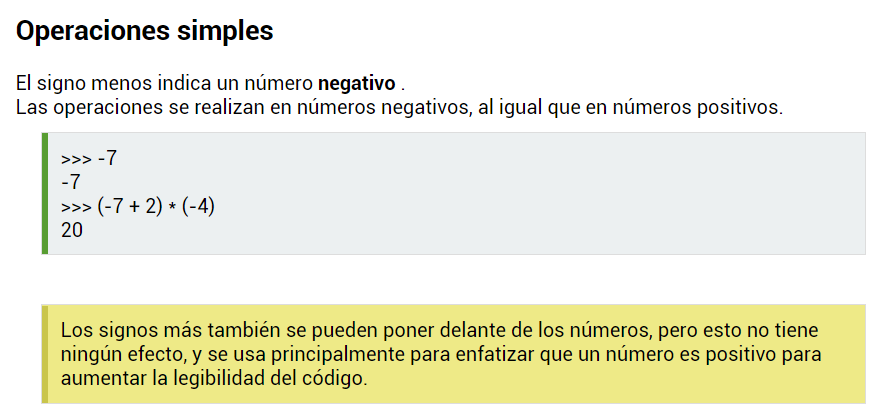 Operaciones simples
El signo menos indica un número negativo .
Las operaciones se realizan en números negativos, al igual que en números positivos.
>>> -7
-7
>>> (-7 + 2) * (-4)
20
Los signos más también se pueden poner delante de los números, pero esto no tiene
ningún efecto, y se usa principalmente para enfatizar que un número es positivo para
aumentar la legibilidad del código.